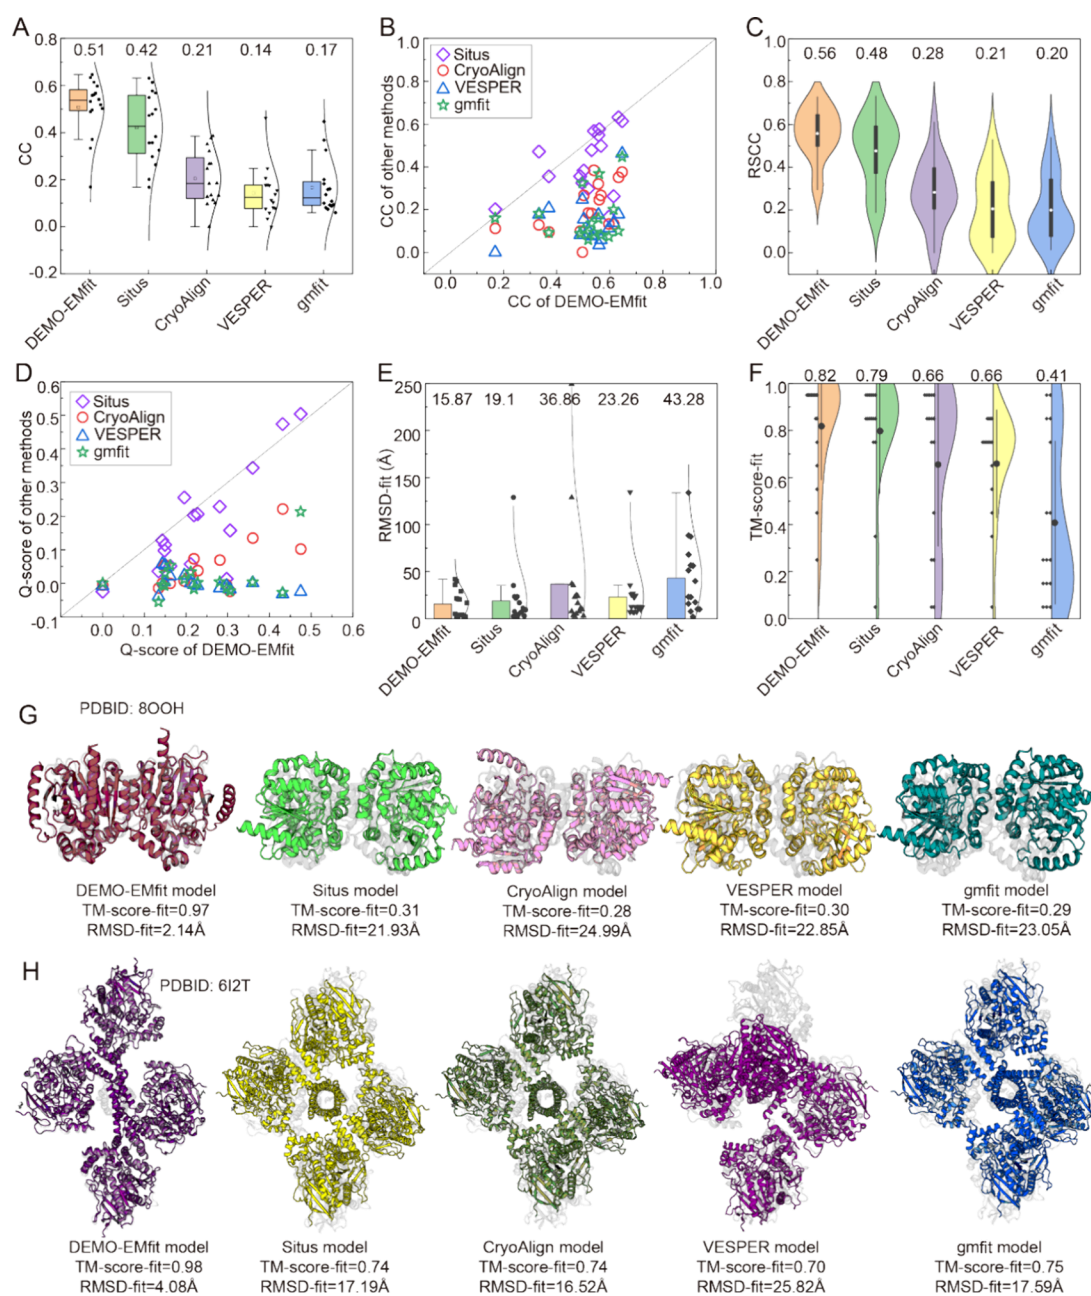 A
0.51 0.42 0.21 0.14 0.17
CC
0.8
0.6
0.4
0.2
0.0
-0.2
DEMO-EMfit
Situs
CryoAlign
VESPER
gmfit
B
Situs
CryoAlign
VESPER
gmfit
CC of other methods
1.0
0.8
0.6
0.4
0.2
0.0
0.0 0.2 0.4 0.6 0.8 1.0
CC of DEMO-EMfit
C
0.56 0.48 0.28 0.21 0.20
RSCC
1.0
0.8
0.6
0.4
0.2
0.0
DEMO-EMfit
Situs
CryoAlign
VESPER
gmfit
D
Situs
CryoAlign
VESPER
gmfit
Q-score of other methods
0.6
0.5
0.4
0.3
0.2
0.1
0.0
-0.1
0.0 0.1 0.2 0.3 0.4 0.5 0.6
Q-score of DEMO-EMfit
E
15.87 19.1 36.86 23.26 43.28
RMSD-fit (Å)
250
200
150
100
50
0
DEMO-EMfit
Situs
CryoAlign
VESPER
gmfit
F
0.82 0.79 0.66 0.66 0.41
TM-score-fit
1.0
0.8
0.6
0.4
0.2
0.0
DEMO-EMfit
Situs
CryoAlign
VESPER
gmfit
G
PDBID: 8OOH
DEMO-EMfit model
TM-score-fit=0.97
RMSD-fit=2.14Å
Situs model
TM-score-fit=0.31
RMSD-fit=21.93Å
CryoAlign model
TM-score-fit=0.28
RMSD-fit=24.99Å
VESPER model
TM-score-fit=0.30
RMSD-fit=22.85Å
gmfit model
TM-score-fit=0.29
RMSD-fit=23.05Å
H
PDBID: 6I2T
DEMO-EMfit model
TM-score-fit=0.98
RMSD-fit=4.08Å
Situs model
TM-score-fit=0.74
RMSD-fit=17.19Å
CryoAlign model
TM-score-fit=0.74
RMSD-fit=16.52Å
VESPER model
TM-score-fit=0.70
RMSD-fit=25.82Å
gmfit model
TM-score-fit=0.75
RMSD-fit=17.59Å